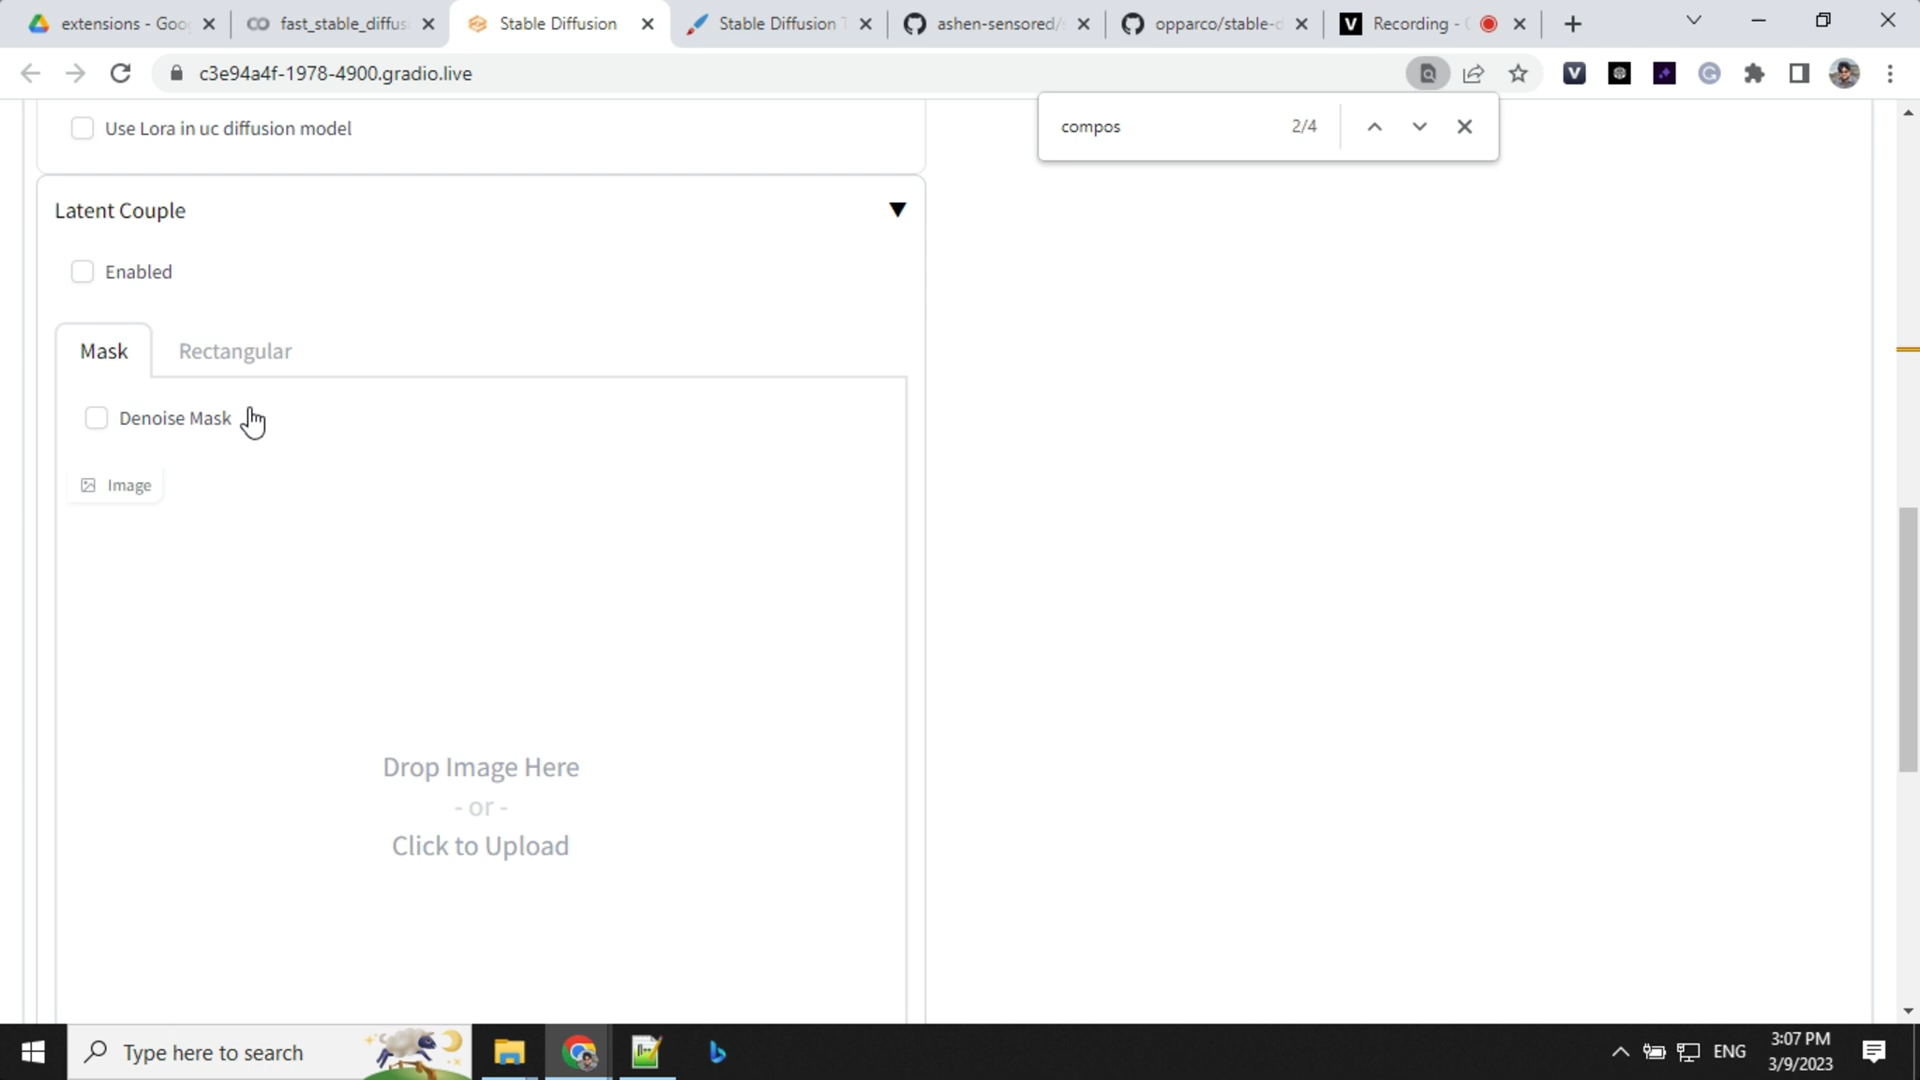 extensions - Goo
fast_stable_diffus
Stable Diffusion
Stable Diffusion T
ashen-sensored/s
opparco/stable-d
Recording -
c3e94a4f-1978-4900.gradio.live
compos
2/4
Use Lora in uc diffusion model
Latent Couple
Enabled
Mask
Rectangular
Denoise Mask
Image
Drop Image Here
- or -
Click to Upload
Type here to search
ENG
3:07 PM
3/9/2023